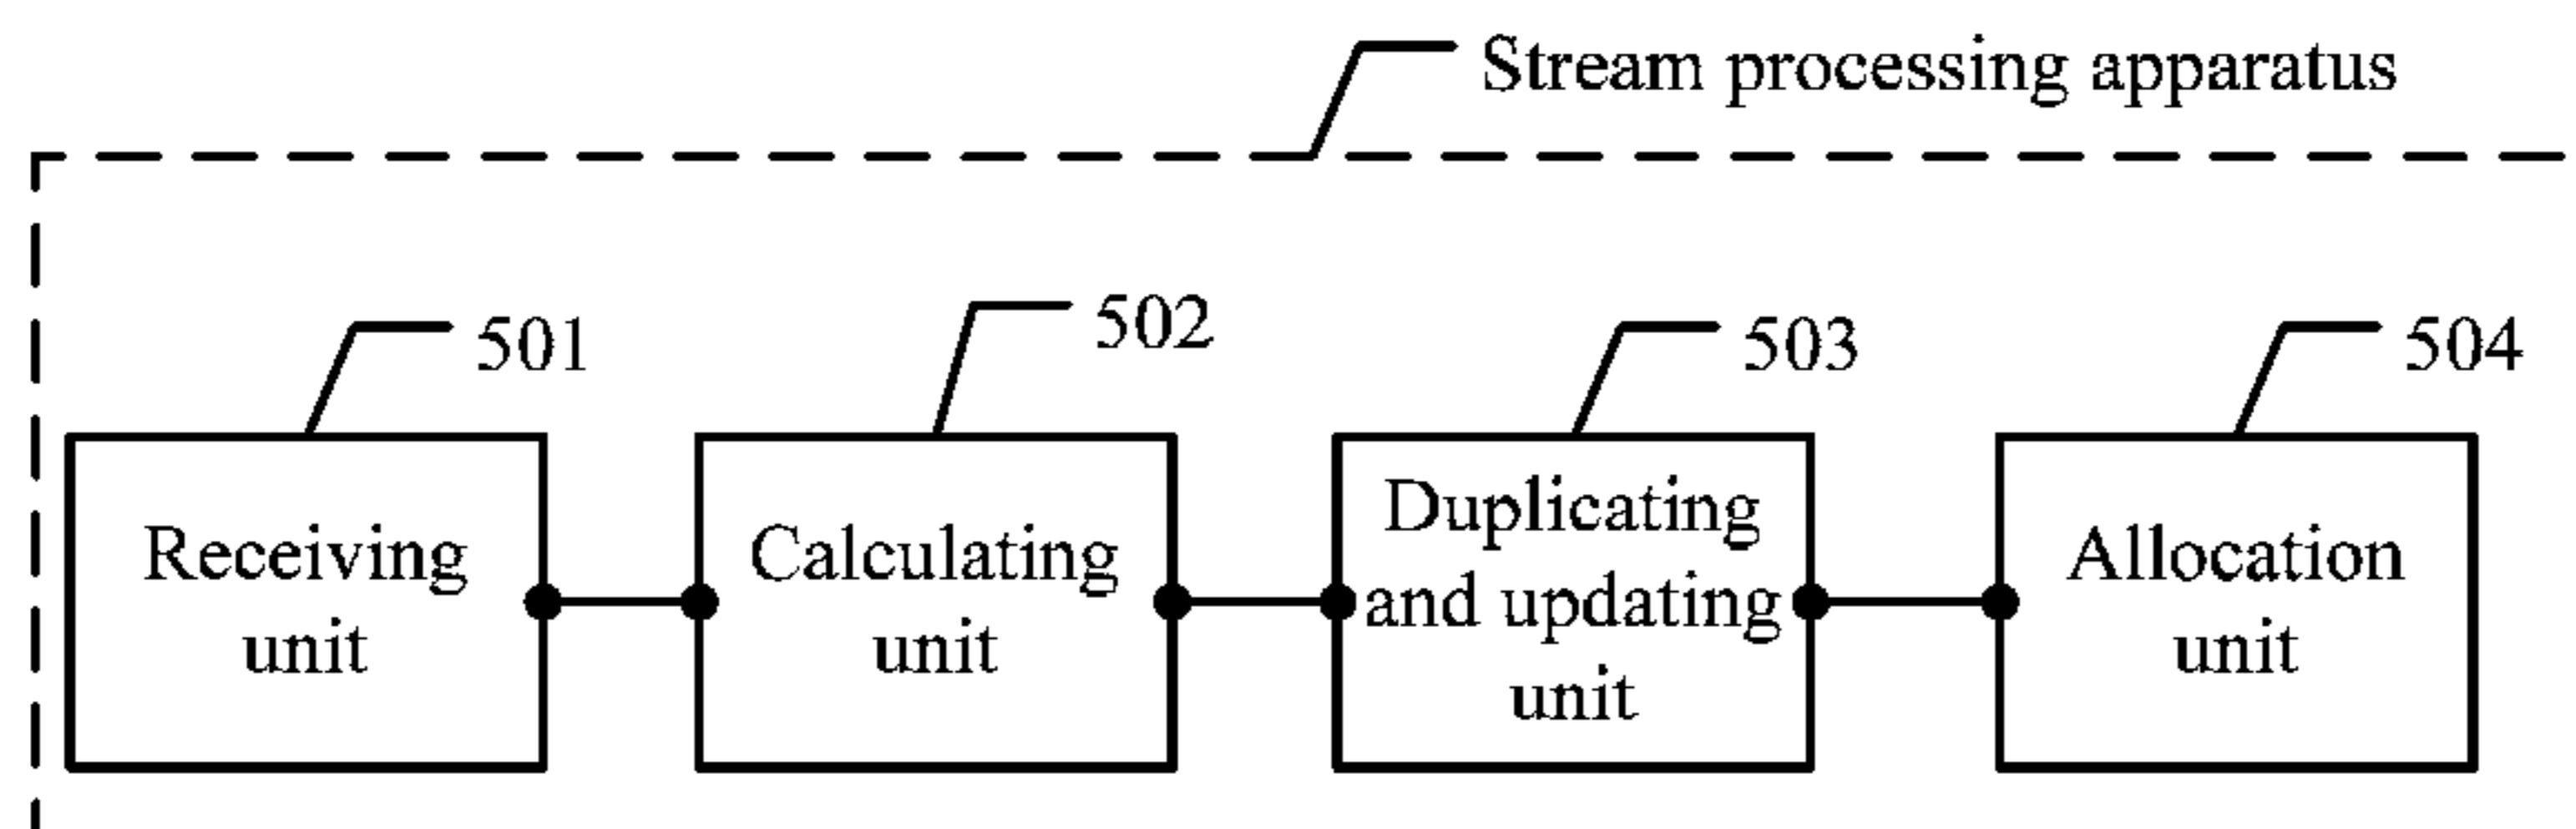 Stream processing apparatus
501
502
503
504
Receiving
unit
Calculating
unit
Duplicating
and updating
unit
Allocation
unit